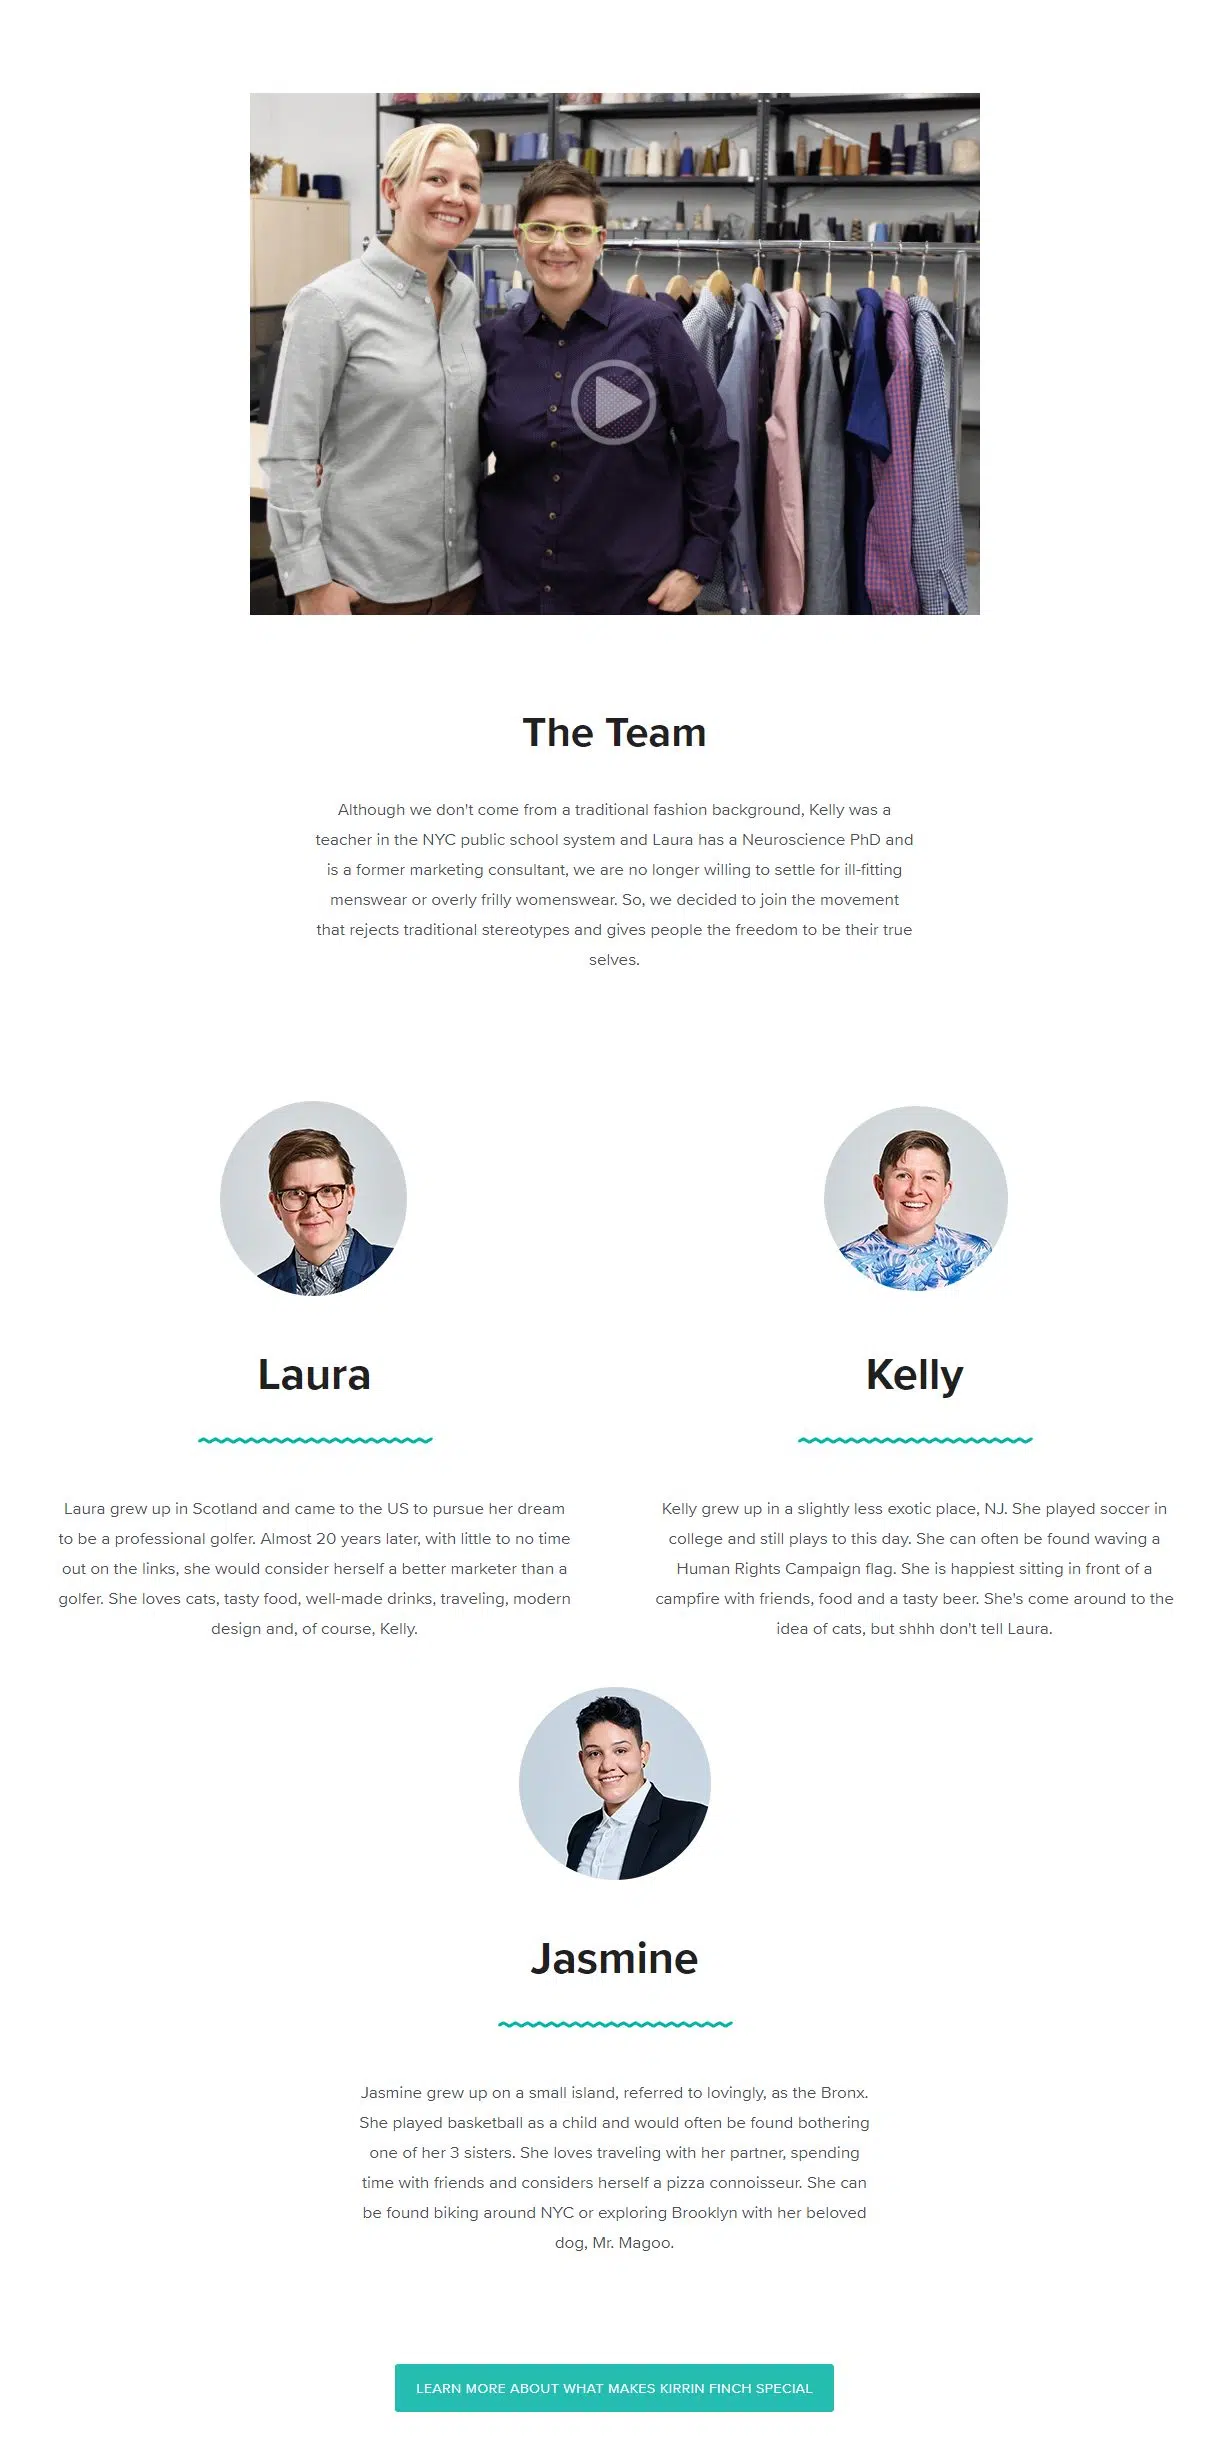 The Team
Although we don't come from a traditional fashion background, Kelly was a
teacher in the NYC public school system and Laura has a Neuroscience PhD and
is a former marketing consultant, we are no longer willing to settle for ill-fitting
menswear or overly frilly womenswear. So, we decided to join the movement
that rejects traditional stereotypes and gives people the freedom to be their true
selves.
Laura
Laura grew up in Scotland and came to the US to pursue her dream
to be a professional golfer. Almost 20 years later, with little to no time
out on the links, she would consider herself a better marketer than a
golfer. She loves cats, tasty food, well-made drinks, traveling, modern
design and, of course, Kelly.
Kelly
Kelly grew up in a slightly less exotic place, NJ. She played soccer in
college and still plays to this day. She can often be found waving a
Human Rights Campaign flag. She is happiest sitting in front of a
campfire with friends, food and a tasty beer. She's come around to the
idea of cats, but shhh don't tell Laura.
Jasmine
Jasmine grew up on a small island, referred to lovingly, as the Bronx.
She played basketball as a child and would often be found bothering
one of her 3 sisters. She loves traveling with her partner, spending
time with friends and considers herself a pizza connoisseur. She can
be found biking around NYC or exploring Brooklyn with her beloved
dog, Mr. Magoo.
LEARN MORE ABOUT WHAT MAKES KIRRIN FINCH SPECIAL